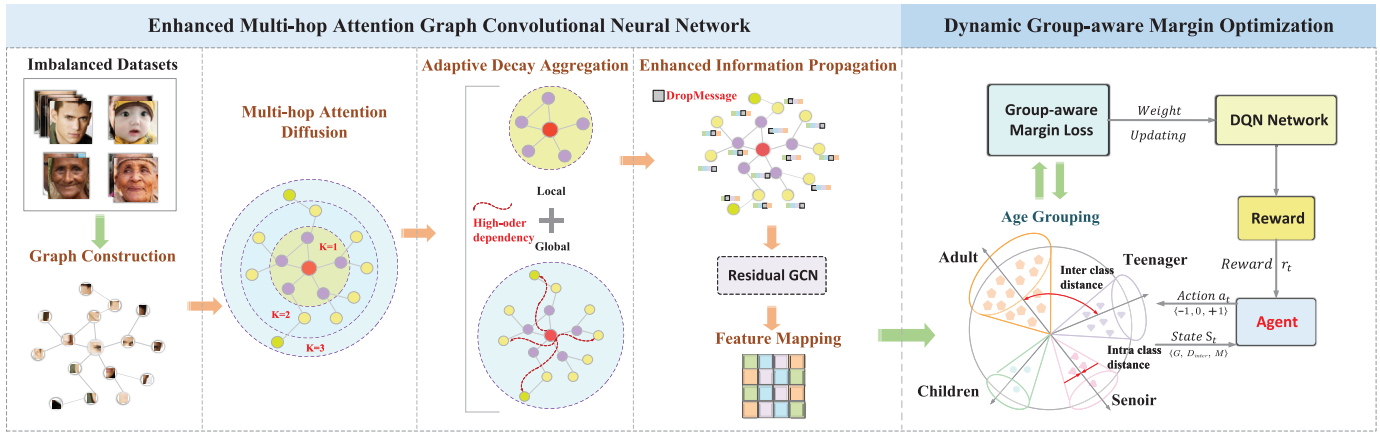 Enhanced Multi-hop Attention Graph Convolutional Neural Network
Dynamic Group-aware Margin Optimization
Imbalanced Datasets
Graph Construction
Multi-hop Attention
Diffusion
K=1
K=2
K=3
Adaptive Decay Aggregation
Local
High-oder
dependency
Global
Enhanced Information Propagation
DropMessage
Residual GCN
Feature Mapping
Group-aware
Margin Loss
Weight
Updating
DQN Network
Reward
Reward r_t
Agent
Action a_t
(−1, 0, +1)
State S_t
(G, D_inter, M)
Age Grouping
Adult
Teenager
Inter class
distance
Intra class
distance
Children
Senoir